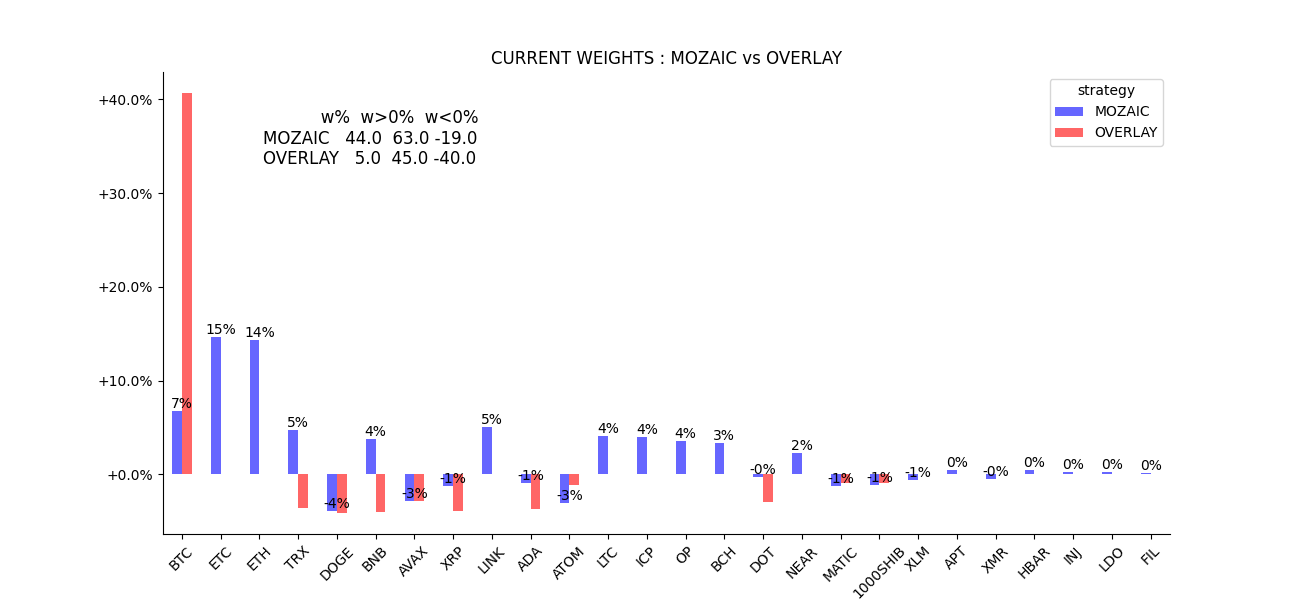 CURRENT WEIGHTS : MOZAIC vs OVERLAY
strategy
MOZAIC
OVERLAY
w% w>0% w<0%
MOZAIC 44.0 63.0 -19.0
OVERLAY 5.0 45.0 -40.0
+40.0%
+30.0%
+20.0%
+10.0%
+0.0%
7% 15% 14% 5% -4% 4% -3% -1% 5% -1% -3% 4% 4% 4% 3% -0% 2% -1% -1% -1% 0% -0% 0% 0% 0% 0%
BTC ETC ETH TRX DOGE BNB AVAX XRP LINK ADA ATOM LTC ICP OP BCH DOT NEAR MATIC 1000SHIB XLM APT XMR HBAR INJ LDO FIL